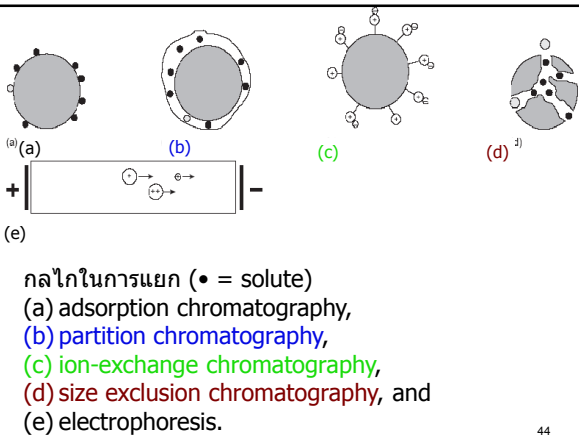 (a) (a) (b) (c) (d) d)
+ + ++ + −
(e)
กลไกในการแยก (• = solute)
(a) adsorption chromatography,
(b) partition chromatography,
(c) ion-exchange chromatography,
(d) size exclusion chromatography, and
(e) electrophoresis.
44